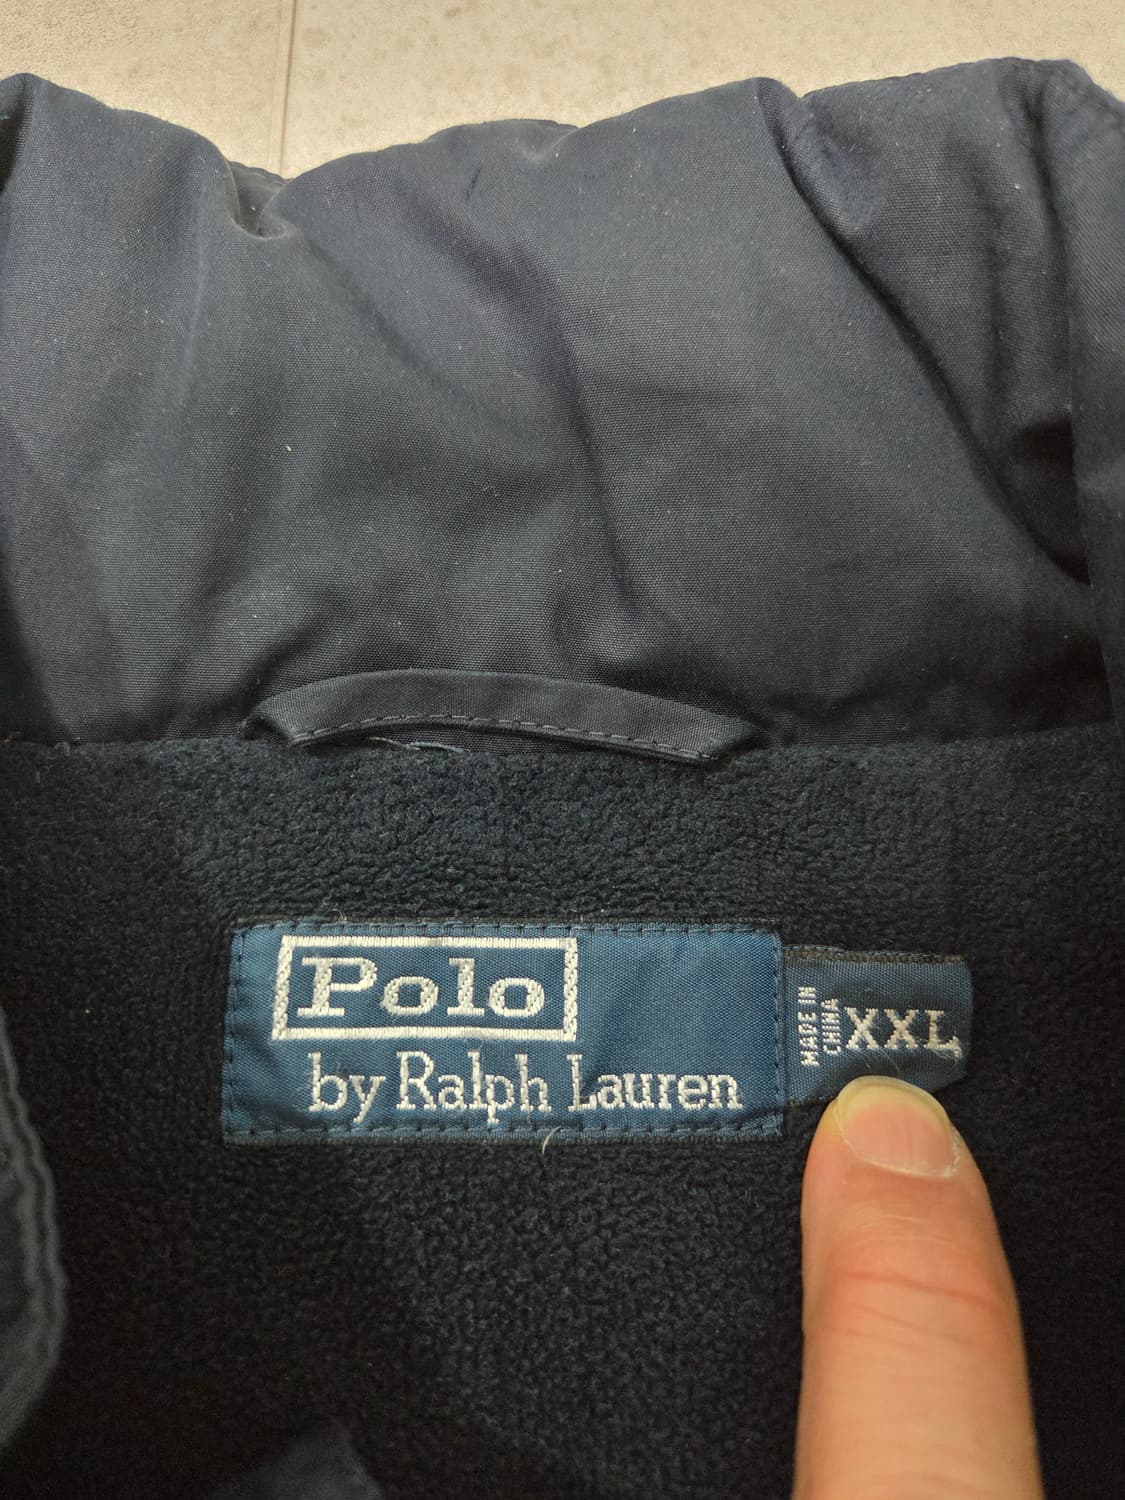 Polo
by Ralph Lauren
MADE IN
CHINA
XXL